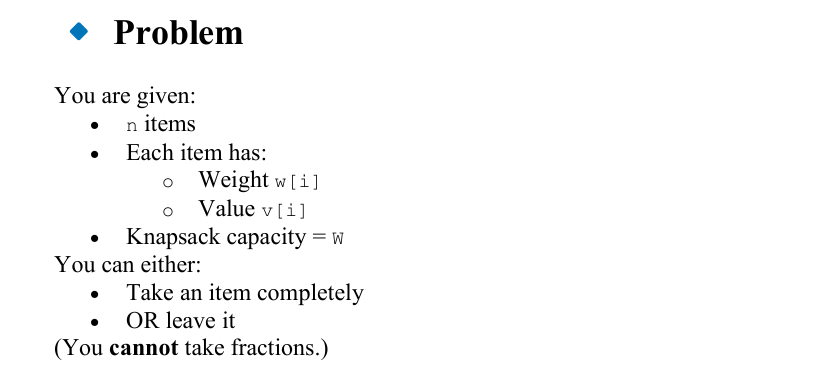 ◆ Problem
You are given:
• n items
• Each item has:
o Weight w[i]
o Value v[i]
• Knapsack capacity = W
You can either:
• Take an item completely
• OR leave it
(You cannot take fractions.)